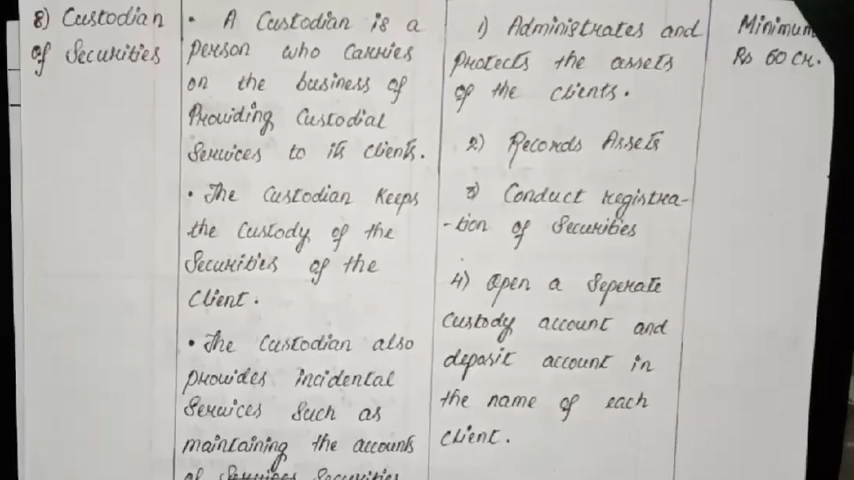 8) Custodian
of Securities
• A Custodian is a
person who carries
on the business of
Providing Custodial
Services to its clients.
• The Custodian keeps
the Custody of the
Securities of the
Client.
• The Custodian also
provides incidental
Services Such as
maintaining the accounts
of Services Securities
1) Administrates and
Protects the assets
of the clients.
2) Records Assets
3) Conduct registra-
-tion of Securities
4) Open a Seperate
Custody account and
deposit account in
the name of each
client.
Minimum
Rs 60 cr.